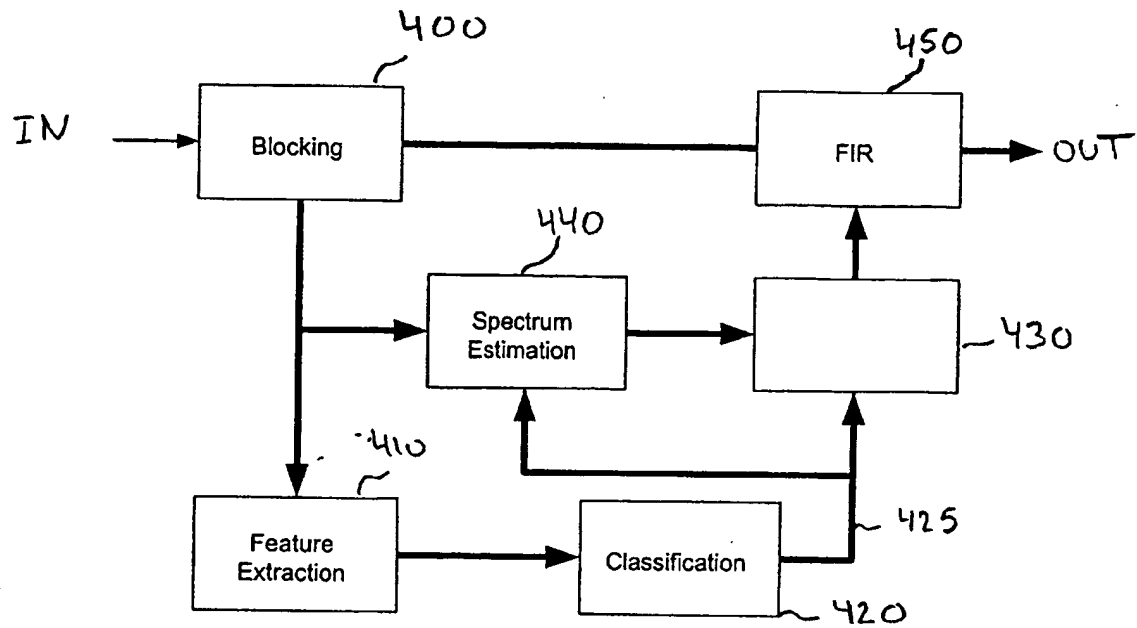 400
450
IN
Blocking
FIR
OUT
440
Spectrum
Estimation
430
410
Feature
Extraction
Classification
425
420